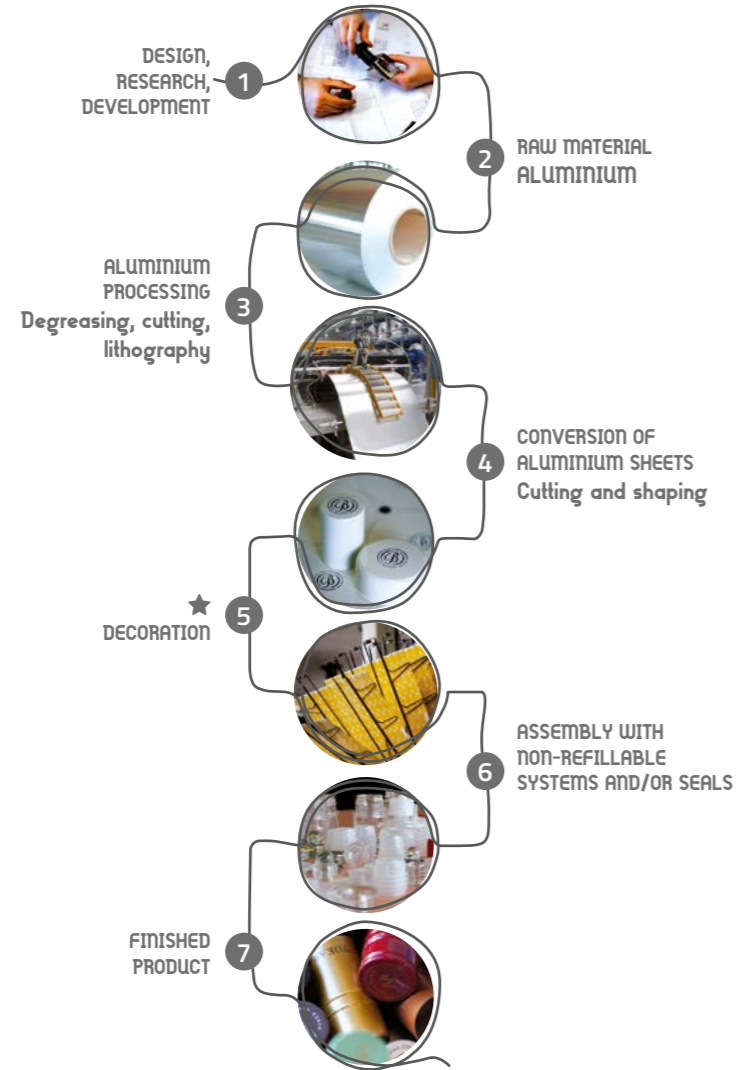 DESIGN,
RESEARCH,
DEVELOPMENT
1
2
RAW MATERIAL
ALUMINIUM
ALUMINIUM
PROCESSING
Degreasing, cutting,
lithography
3
4
CONVERSION OF
ALUMINIUM SHEETS
Cutting and shaping
5
DECORATION
6
ASSEMBLY WITH
NON-REFILLABLE
SYSTEMS AND/OR SEALS
7
FINISHED
PRODUCT